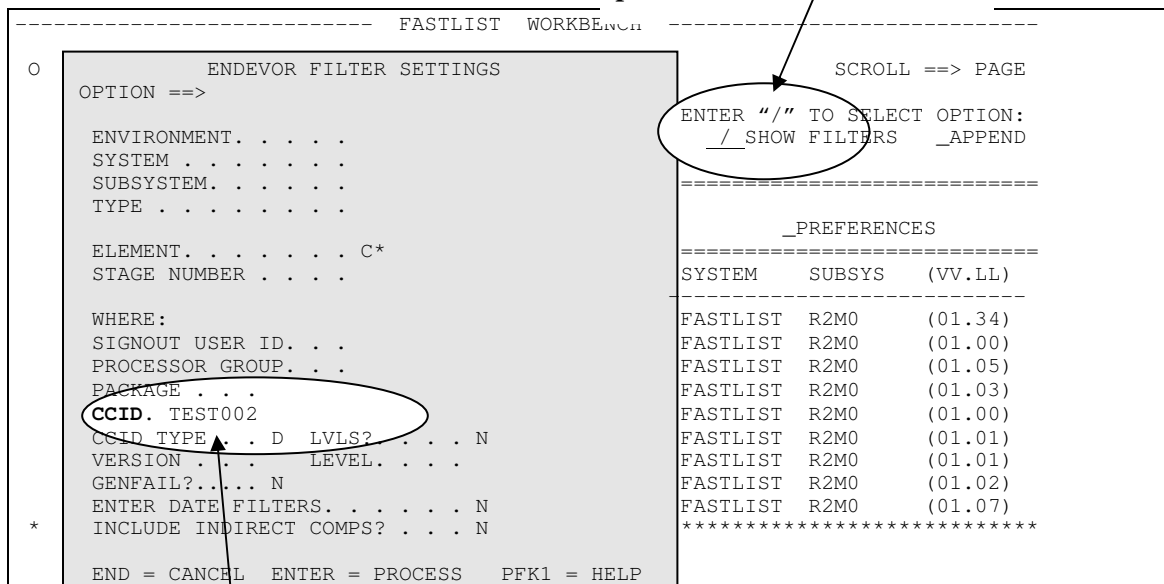 ------------------------------ FASTLIST WORKBENCH ------------------------------
O ENDEVOR FILTER SETTINGS SCROLL ==> PAGE
OPTION ==>
ENTER “/” TO SELECT OPTION:
ENVIRONMENT. . . . . / SHOW FILTERS _APPEND
SYSTEM . . . . . . .
SUBSYSTEM. . . . . . ============================
TYPE . . . . . . . .
_PREFERENCES
ELEMENT. . . . . . . C* ============================
STAGE NUMBER . . . . SYSTEM SUBSYS (VV.LL)
----------------------------
WHERE: FASTLIST R2M0 (01.34)
SIGNOUT USER ID. . . FASTLIST R2M0 (01.00)
PROCESSOR GROUP. . . FASTLIST R2M0 (01.05)
PACKAGE . . . FASTLIST R2M0 (01.03)
CCID. TEST002 FASTLIST R2M0 (01.00)
CCID TYPE . . D LVLS?. . . . N FASTLIST R2M0 (01.01)
VERSION . . . LEVEL. . . . FASTLIST R2M0 (01.01)
GENFAIL?..... N FASTLIST R2M0 (01.02)
ENTER DATE FILTERS. . . . . . N FASTLIST R2M0 (01.07)
* INCLUDE INDIRECT COMPS? . . . N ****************************
END = CANCEL ENTER = PROCESS PFK1 = HELP